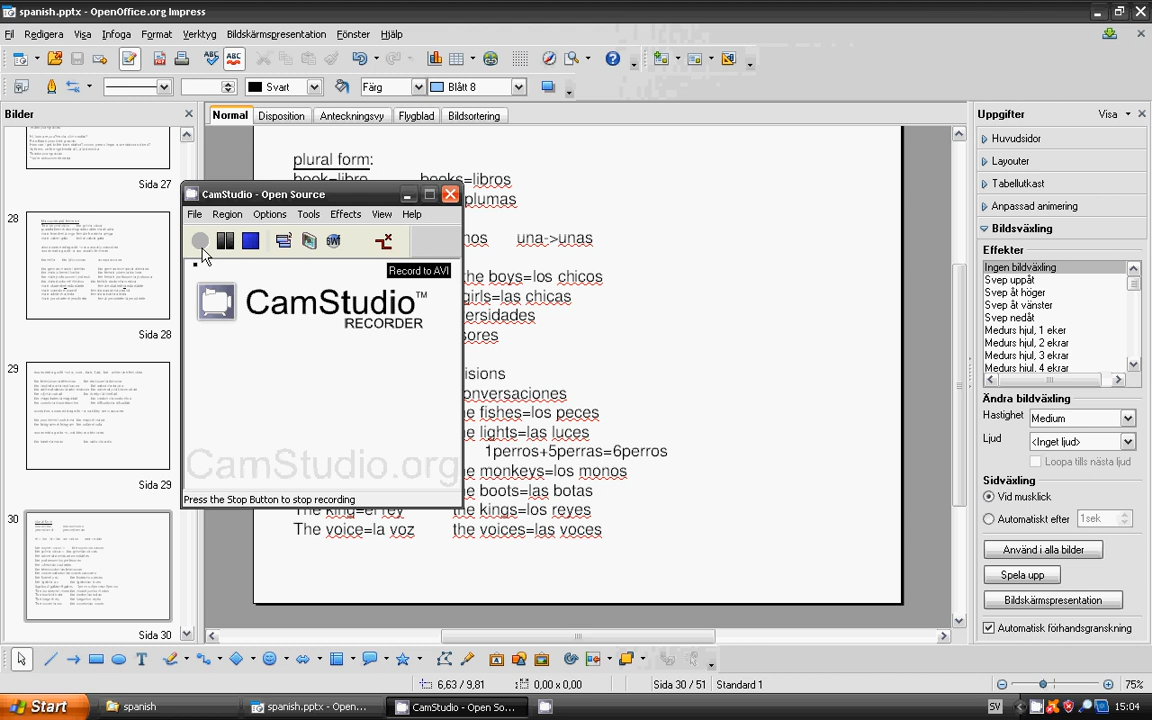 spanish.pptx - OpenOffice.org Impress
Fil Redigera Visa Infoga Format Verktyg Bildskärmspresentation Fönster Hjälp
Svart Färg Blått 8
Bilder
Normal Disposition Anteckningsvy Flygblad Bildsortering
Uppgifter Visa
Sida 27
28
Sida 28
29
Sida 29
30
Sida 30
plural form:
book=libro books=libros
plumas
una->unas
the boys=los chicos
girls=las chicas
the fishes=los peces
the lights=las luces
1perros+5perras=6perros
the monkeys=los monos
the boots=las botas
The king=el rey the kings=los reyes
The voice=la voz the voices=las voces
CamStudio - Open Source
File Region Options Tools Effects View Help
Record to AVI
CamStudio™
RECORDER
CamStudio.org
Press the Stop Button to stop recording
Huvudsidor
Layouter
Tabellutkast
Anpassad animering
Bildsväxling
Effekter
Ingen bildväxling
Svep uppåt
Svep åt höger
Svep åt vänster
Svep nedåt
Medurs hjul, 1 eker
Medurs hjul, 2 ekrar
Medurs hjul, 3 ekrar
Medurs hjul, 4 ekrar
Ändra bildväxling
Hastighet Medium
Ljud <Inget ljud>
Loopa tills nästa ljud
Sidväxling
Vid musklick
Automatiskt efter 1sek
Använd i alla bilder
Spela upp
Bildskärmspresentation
Automatisk förhandsgranskning
6,63 / 9,81 0,00 x 0,00 Sida 30 / 51 Standard 1 75%
Start spanish spanish.pptx - Open... CamStudio - Open So... SV 15:04